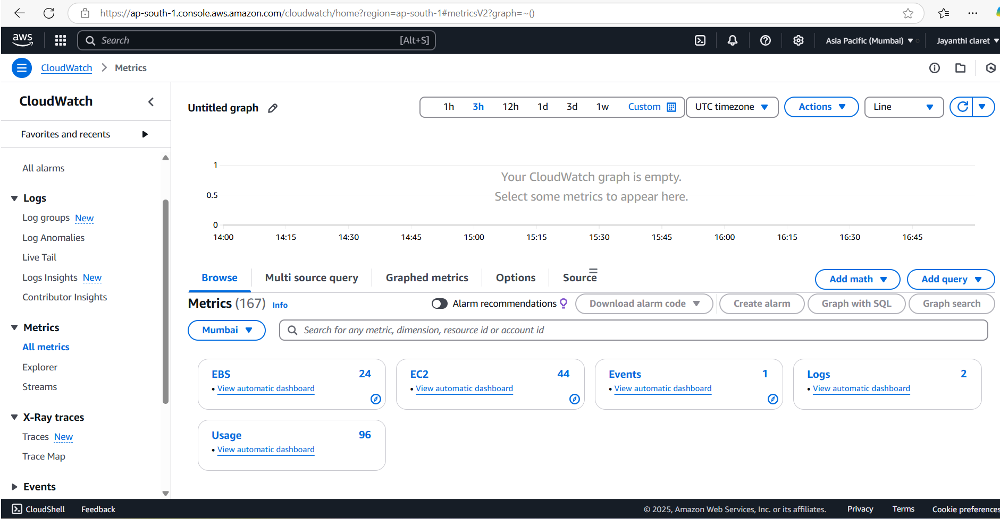 https://ap-south-1.console.aws.amazon.com/cloudwatch/home?region=ap-south-1#metricsV2?graph=~()
aws Search [Alt+S] Asia Pacific (Mumbai) Jayanthi claret
CloudWatch > Metrics
CloudWatch
Favorites and recents
All alarms
Logs
Log groups New
Log Anomalies
Live Tail
Logs Insights New
Contributor Insights
Metrics
All metrics
Explorer
Streams
X-Ray traces
Traces New
Trace Map
Events
Untitled graph 1h 3h 12h 1d 3d 1w Custom UTC timezone Actions Line
1
0.5
0
Your CloudWatch graph is empty.
Select some metrics to appear here.
14:00 14:15 14:30 14:45 15:00 15:15 15:30 15:45 16:00 16:15 16:30 16:45
Browse Multi source query Graphed metrics Options Source Add math Add query
Metrics (167) Info Alarm recommendations Download alarm code Create alarm Graph with SQL Graph search
Mumbai Search for any metric, dimension, resource id or account id
EBS 24
• View automatic dashboard
EC2 44
• View automatic dashboard
Events 1
• View automatic dashboard
Logs 2
• View automatic dashboard
Usage 96
• View automatic dashboard
CloudShell Feedback © 2025, Amazon Web Services, Inc. or its affiliates. Privacy Terms Cookie preferences